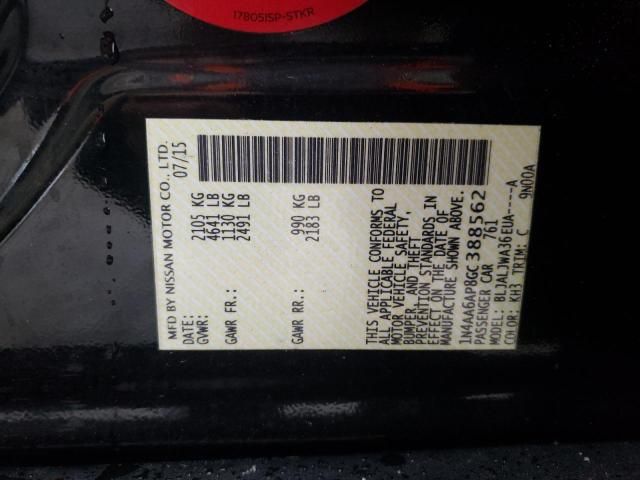 17805ISP-STKR
MFD BY NISSAN MOTOR CO., LTD.
DATE: 07/15
GVWR: 2105 KG
4641 LB
GAWR FR.: 1130 KG
2491 LB
GAWR RR.: 990 KG
2183 LB
THIS VEHICLE CONFORMS TO
ALL APPLICABLE FEDERAL
MOTOR VEHICLE SAFETY,
BUMPER, AND THEFT
PREVENTION STANDARDS IN
EFFECT ON THE DATE OF
MANUFACTURE SHOWN ABOVE.
1N4AA6AP8GC388562
PASSENGER CAR 761
MODEL: BLJALJWA36EUA----A
COLOR: KH3 TRIM: C 9N00A